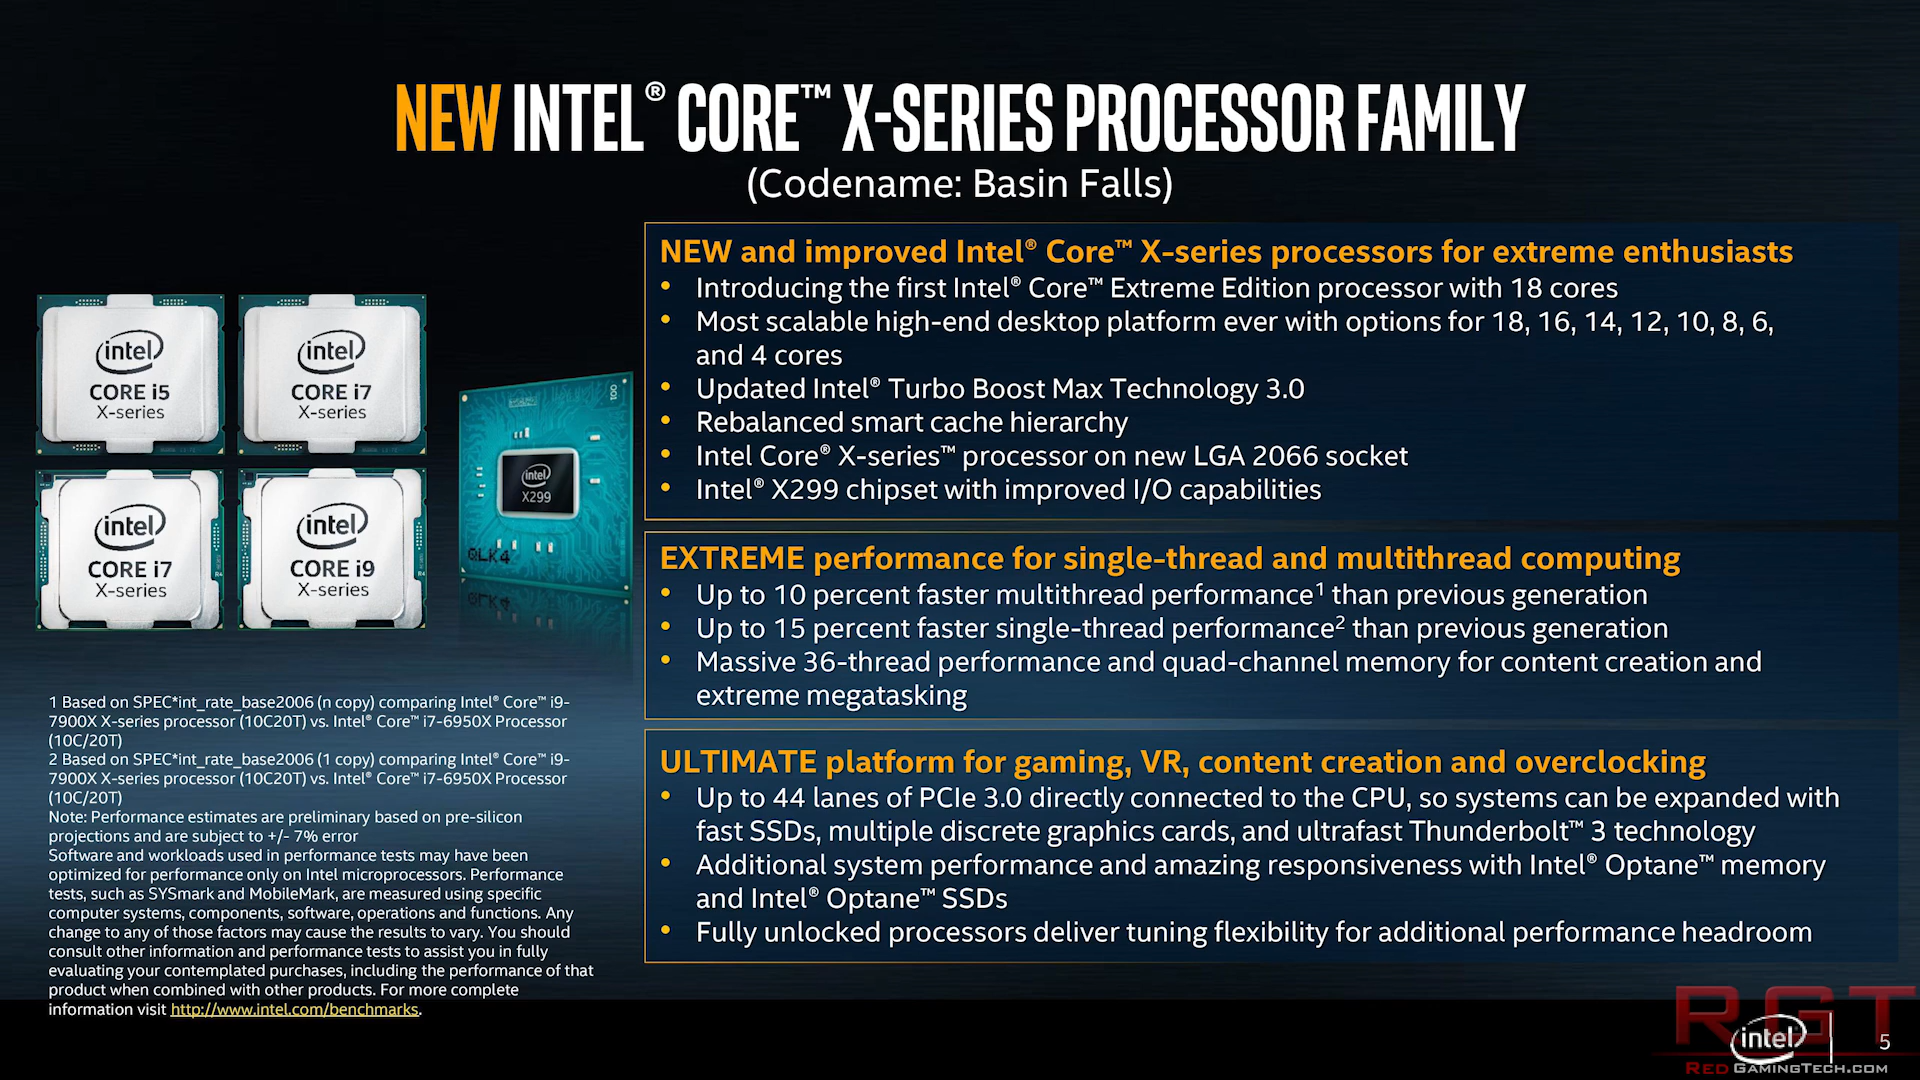 NEW INTEL® CORE™ X-SERIES PROCESSOR FAMILY
(Codename: Basin Falls)
intel
CORE i5
X-series
intel
CORE i7
X-series
intel
CORE i7
X-series
intel
CORE i9
X-series
intel
X299
QLK4
NEW and improved Intel® Core™ X-series processors for extreme enthusiasts
• Introducing the first Intel® Core™ Extreme Edition processor with 18 cores
• Most scalable high-end desktop platform ever with options for 18, 16, 14, 12, 10, 8, 6,
and 4 cores
• Updated Intel® Turbo Boost Max Technology 3.0
• Rebalanced smart cache hierarchy
• Intel Core® X-series™ processor on new LGA 2066 socket
• Intel® X299 chipset with improved I/O capabilities
EXTREME performance for single-thread and multithread computing
• Up to 10 percent faster multithread performance¹ than previous generation
• Up to 15 percent faster single-thread performance² than previous generation
• Massive 36-thread performance and quad-channel memory for content creation and
extreme megatasking
ULTIMATE platform for gaming, VR, content creation and overclocking
• Up to 44 lanes of PCIe 3.0 directly connected to the CPU, so systems can be expanded with
fast SSDs, multiple discrete graphics cards, and ultrafast Thunderbolt™ 3 technology
• Additional system performance and amazing responsiveness with Intel® Optane™ memory
and Intel® Optane™ SSDs
• Fully unlocked processors deliver tuning flexibility for additional performance headroom
1 Based on SPEC*int_rate_base2006 (n copy) comparing Intel® Core™ i9-
7900X X-series processor (10C20T) vs. Intel® Core™ i7-6950X Processor
(10C/20T)
2 Based on SPEC*int_rate_base2006 (1 copy) comparing Intel® Core™ i9-
7900X X-series processor (10C20T) vs. Intel® Core™ i7-6950X Processor
(10C/20T)
Note: Performance estimates are preliminary based on pre-silicon
projections and are subject to +/- 7% error
Software and workloads used in performance tests may have been
optimized for performance only on Intel microprocessors. Performance
tests, such as SYSmark and MobileMark, are measured using specific
computer systems, components, software, operations and functions. Any
change to any of those factors may cause the results to vary. You should
consult other information and performance tests to assist you in fully
evaluating your contemplated purchases, including the performance of that
product when combined with other products. For more complete
information visit http://www.intel.com/benchmarks.
RGT
intel
5
RED GAMINGTECH.COM